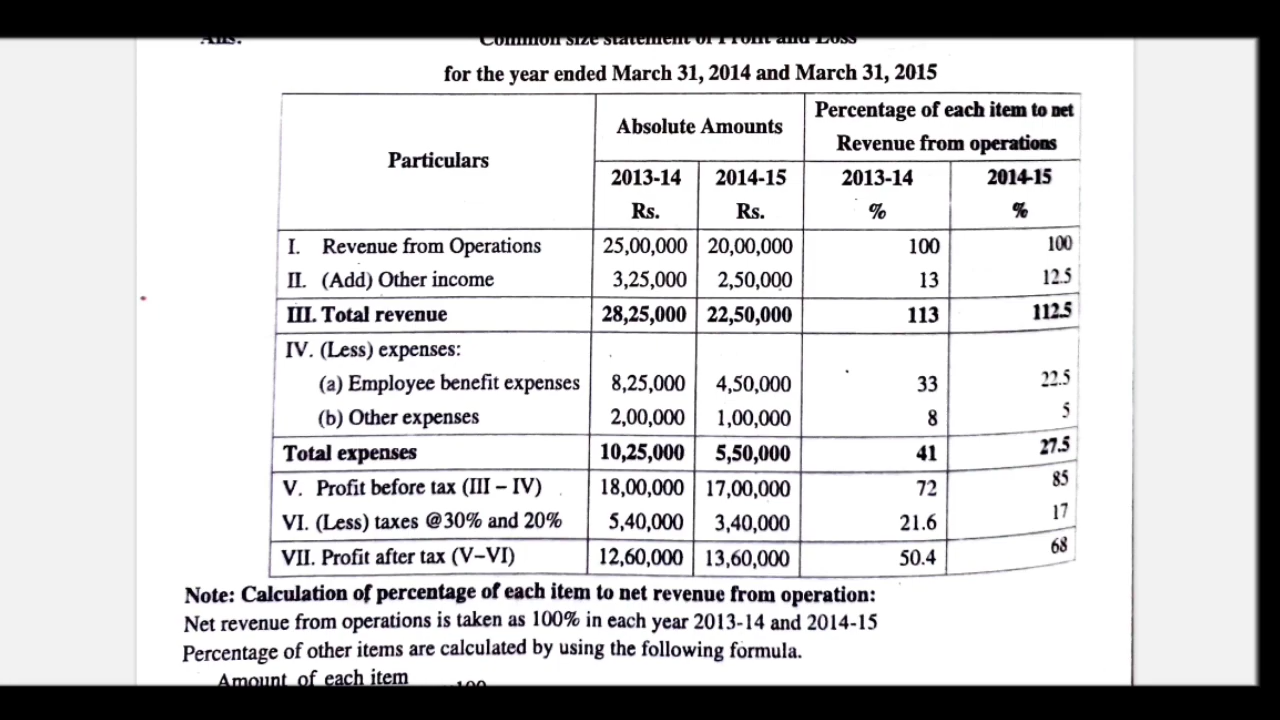 Ans.
Common size statement of Profit and Loss
for the year ended March 31, 2014 and March 31, 2015
Particulars Absolute Amounts Percentage of each item to net Revenue from operations
2013-14 Rs. 2014-15 Rs. 2013-14 % 2014-15 %
I. Revenue from Operations 25,00,000 20,00,000 100 100
II. (Add) Other income 3,25,000 2,50,000 13 12.5
III. Total revenue 28,25,000 22,50,000 113 112.5
IV. (Less) expenses:
(a) Employee benefit expenses 8,25,000 4,50,000 33 22.5
(b) Other expenses 2,00,000 1,00,000 8 5
Total expenses 10,25,000 5,50,000 41 27.5
V. Profit before tax (III – IV) 18,00,000 17,00,000 72 85
VI. (Less) taxes @30% and 20% 5,40,000 3,40,000 21.6 17
VII. Profit after tax (V–VI) 12,60,000 13,60,000 50.4 68
Note: Calculation of percentage of each item to net revenue from operation:
Net revenue from operations is taken as 100% in each year 2013-14 and 2014-15
Percentage of other items are calculated by using the following formula.
Amount of each item
100